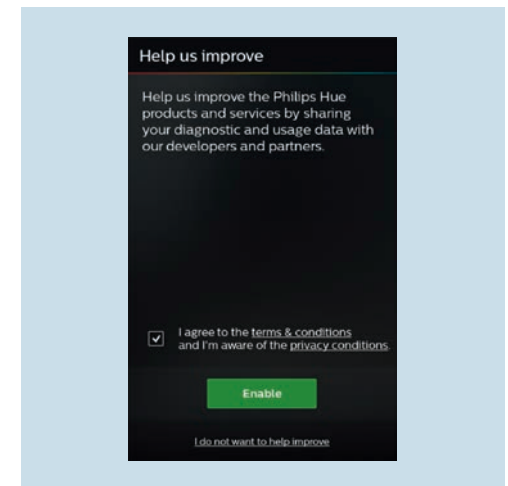 Help us improve
Help us improve the Philips Hue
products and services by sharing
your diagnostic and usage data with
our developers and partners.
I agree to the terms & conditions
and I'm aware of the privacy conditions.
Enable
I do not want to help improve